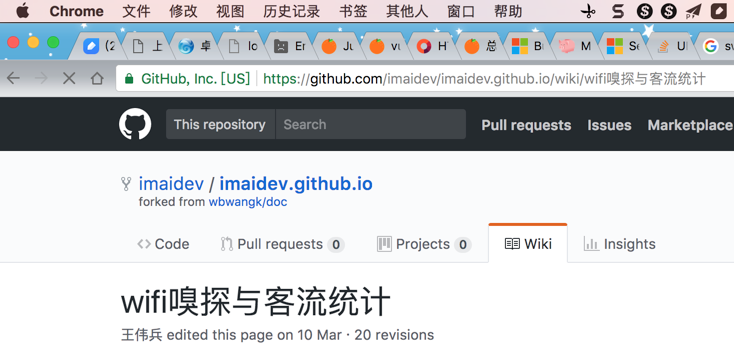 Chrome 文件 修改 视图 历史记录 书签 其他人 窗口 帮助
(2 上 卓 Io Er Ju vu H 总 B M Se Ul sv
GitHub, Inc. [US] https://github.com/imaidev/imaidev.github.io/wiki/wifi嗅探与客流统计
This repository Search Pull requests Issues Marketplace
imaidev / imaidev.github.io
forked from wbwangk/doc
Code Pull requests 0 Projects 0 Wiki Insights
wifi嗅探与客流统计
王伟兵 edited this page on 10 Mar · 20 revisions